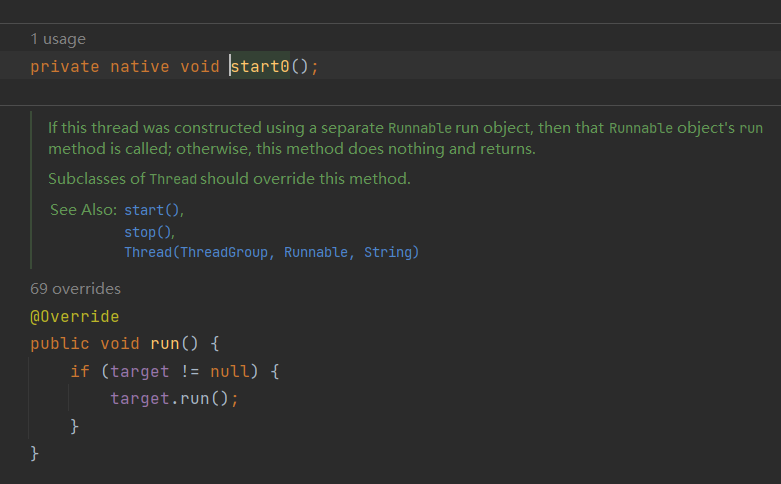 1 usage
private native void start0();
If this thread was constructed using a separate Runnable run object, then that Runnable object's run
method is called; otherwise, this method does nothing and returns.
Subclasses of Thread should override this method.
See Also: start(),
stop(),
Thread(ThreadGroup, Runnable, String)
69 overrides
@Override
public void run() {
if (target != null) {
target.run();
}
}